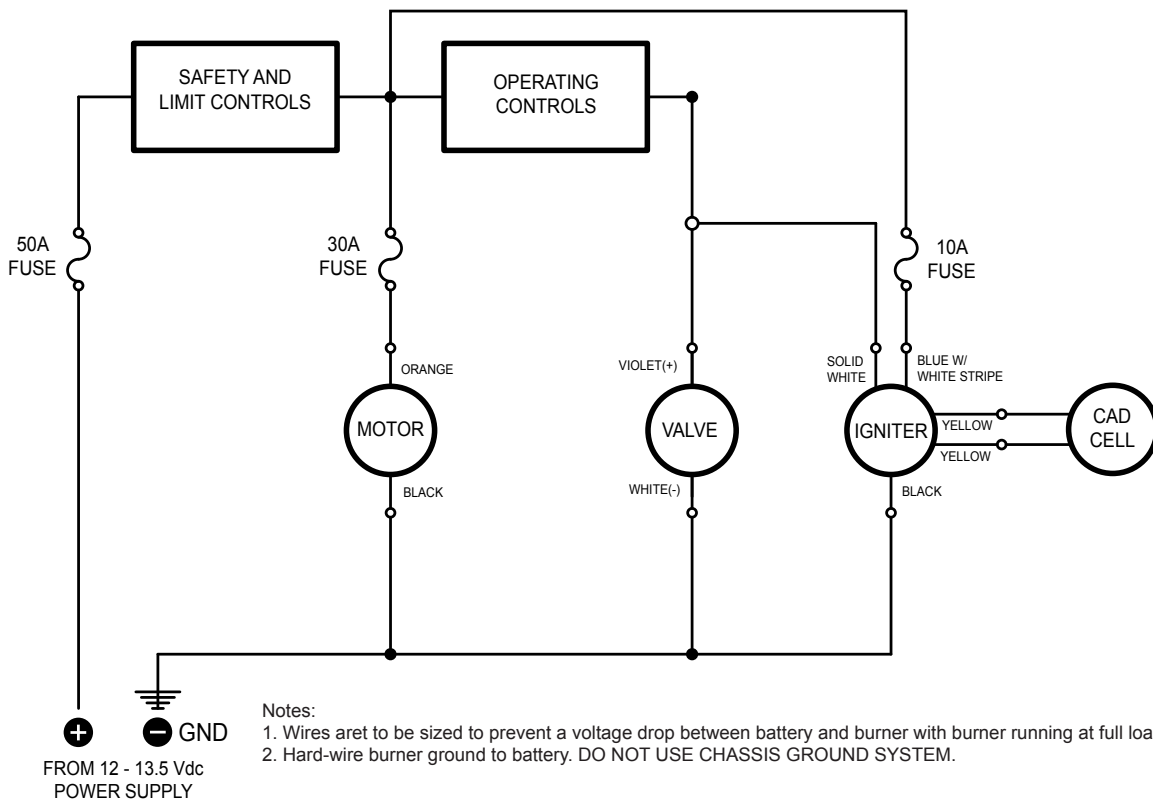 SAFETY AND
LIMIT CONTROLS
OPERATING
CONTROLS
50A
FUSE
30A
FUSE
10A
FUSE
ORANGE
VIOLET(+)
SOLID
WHITE
BLUE W/
WHITE STRIPE
MOTOR
VALVE
IGNITER
YELLOW
YELLOW
CAD
CELL
BLACK
WHITE(-)
BLACK
+
- GND
FROM 12 - 13.5 Vdc
POWER SUPPLY
Notes:
1. Wires aret to be sized to prevent a voltage drop between battery and burner with burner running at full loa
2. Hard-wire burner ground to battery. DO NOT USE CHASSIS GROUND SYSTEM.